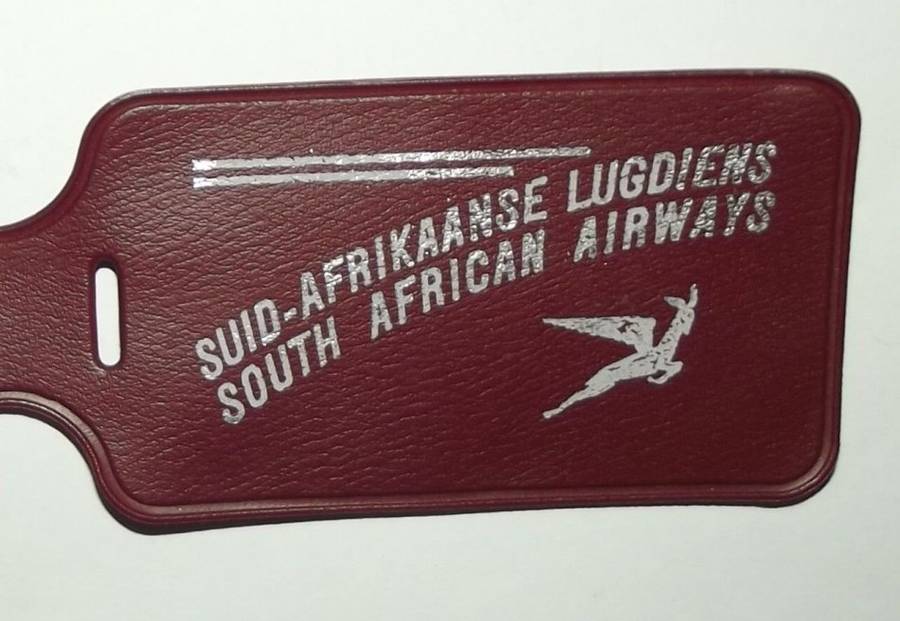 SUID-AFRIKAANSE LUGDIENS
SOUTH AFRICAN AIRWAYS